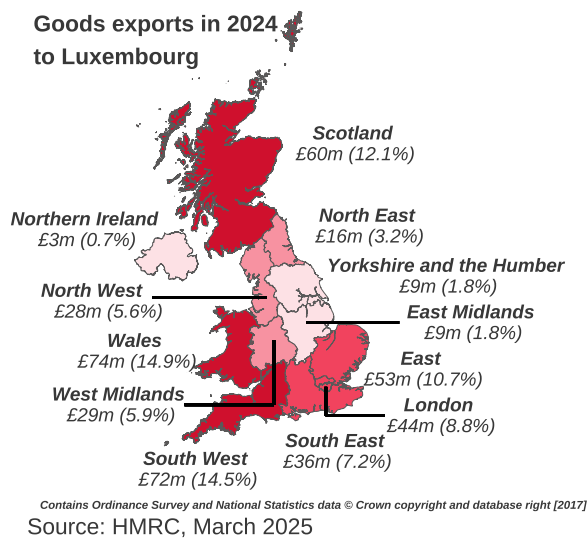 Goods exports in 2024
to Luxembourg
Scotland
£60m (12.1%)
Northern Ireland
£3m (0.7%)
North East
£16m (3.2%)
Yorkshire and the Humber
£9m (1.8%)
North West
£28m (5.6%)
East Midlands
£9m (1.8%)
Wales
£74m (14.9%)
East
£53m (10.7%)
West Midlands
£29m (5.9%)
London
£44m (8.8%)
South East
£36m (7.2%)
South West
£72m (14.5%)
Contains Ordinance Survey and National Statistics data © Crown copyright and database right [2017]
Source: HMRC, March 2025